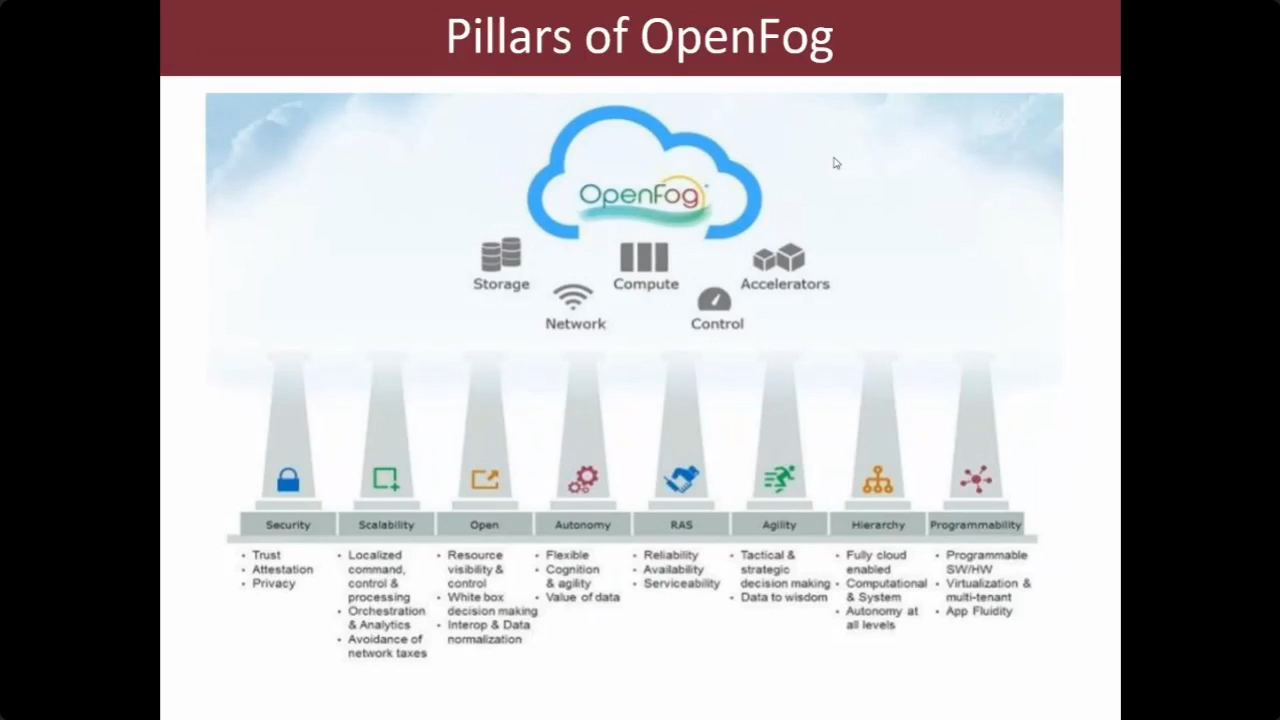 Pillars of OpenFog
OpenFog
Storage
Compute
Accelerators
Network
Control
Security
Scalability
Open
Autonomy
RAS
Agility
Hierarchy
Programmability
• Trust
• Attestation
• Privacy
• Localized
command,
control &
processing
• Orchestration
& Analytics
• Avoidance of
network taxes
• Resource
visibility &
control
• White box
decision making
• Interop & Data
normalization
• Flexible
• Cognition
& agility
• Value of data
• Reliability
• Availability
• Serviceability
• Tactical &
strategic
decision making
• Data to wisdom
• Fully cloud
enabled
• Computational
& System
• Autonomy at
all levels
• Programmable
SW/HW
• Virtualization &
multi-tenant
• App Fluidity